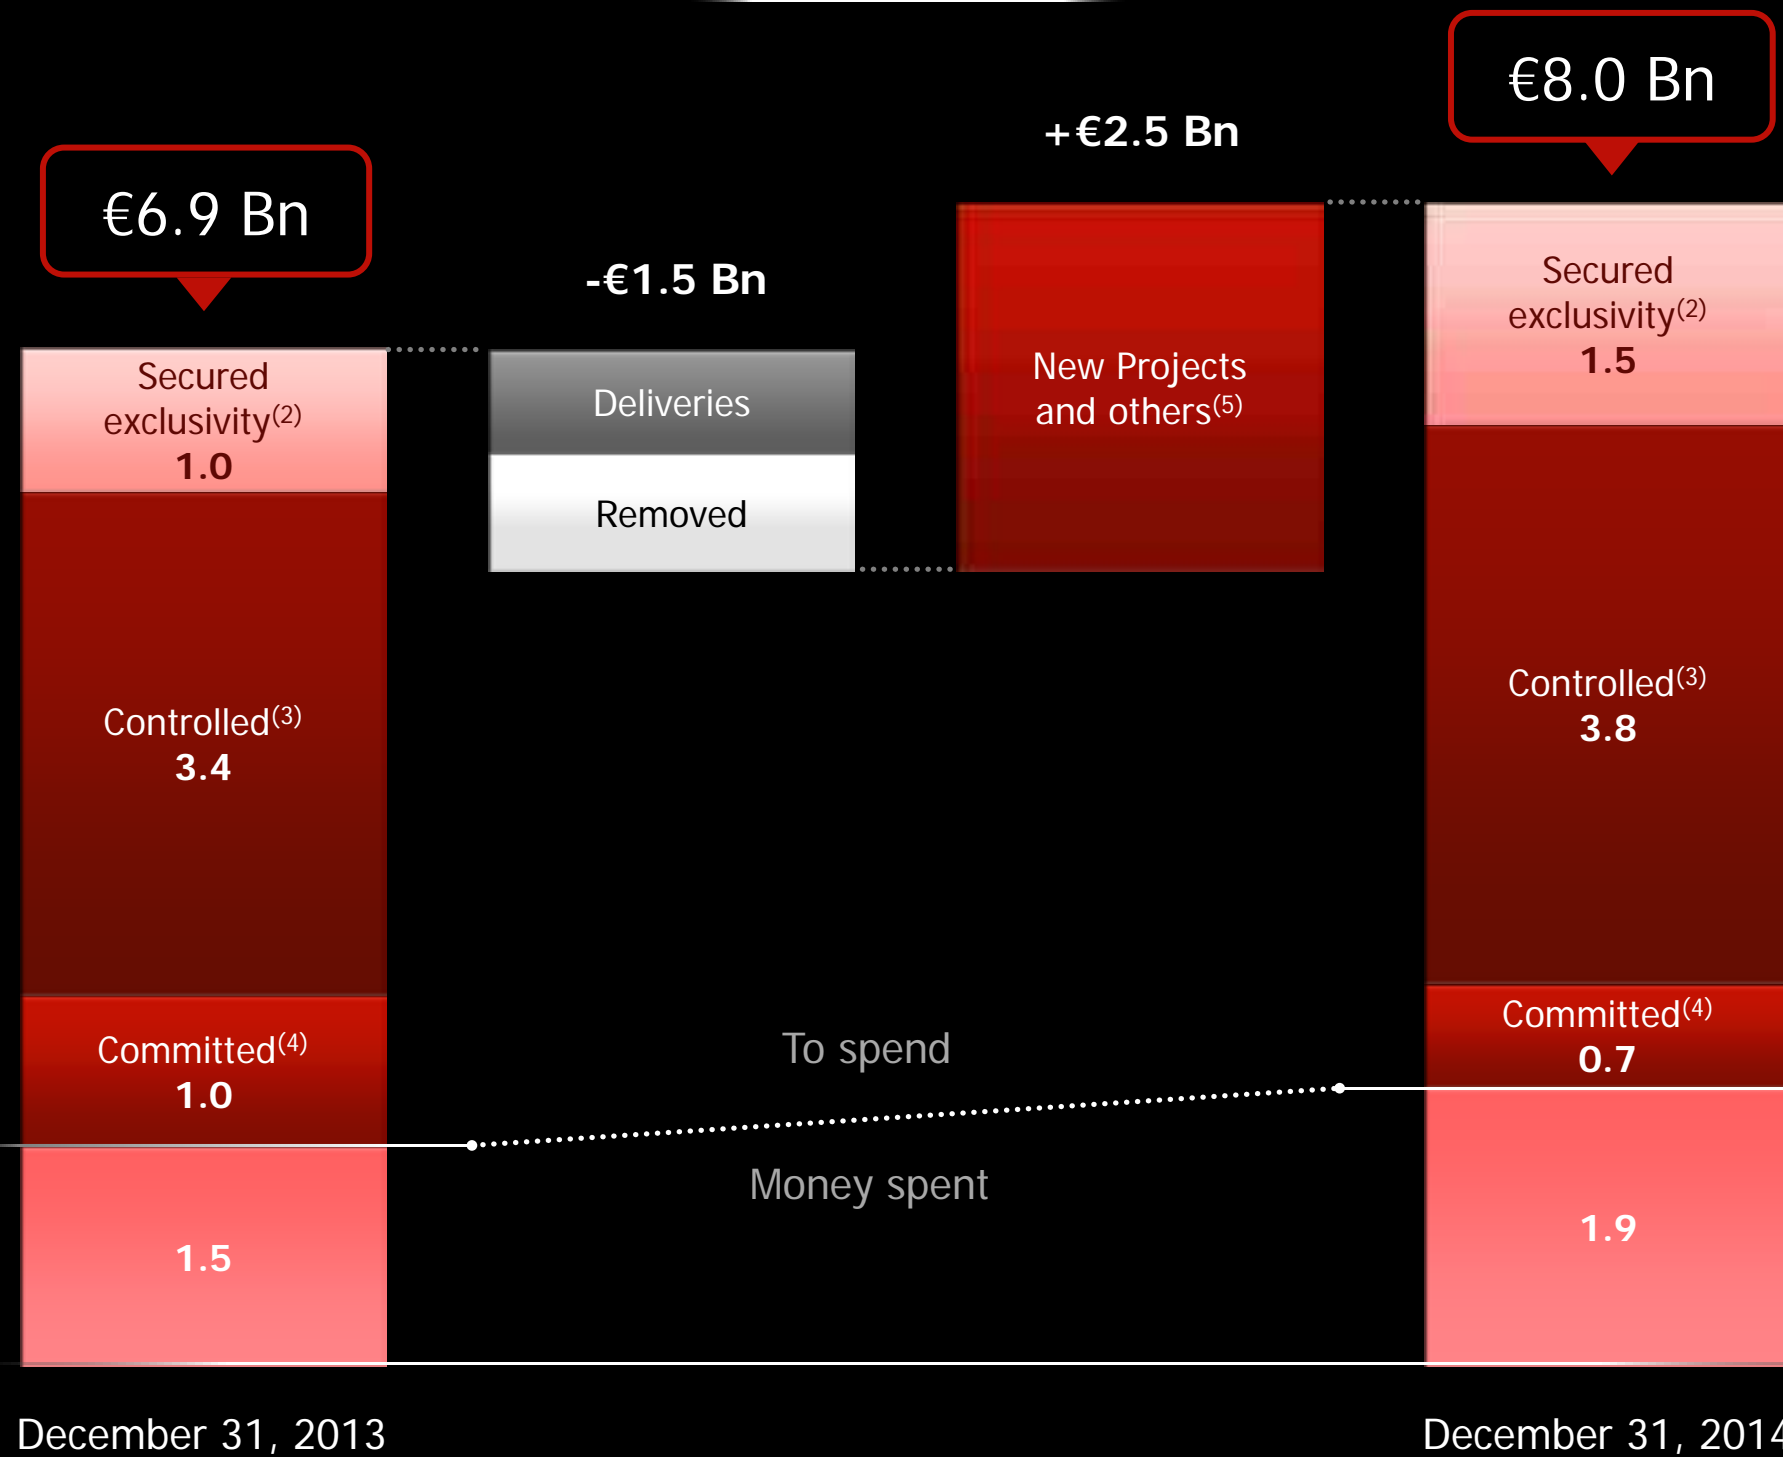 €6.9 Bn
Secured
exclusivity(2)
1.0
Controlled(3)
3.4
Committed(4)
1.0
1.5
December 31, 2013
-€1.5 Bn
Deliveries
Removed
+€2.5 Bn
New Projects
and others(5)
To spend
Money spent
€8.0 Bn
Secured
exclusivity(2)
1.5
Controlled(3)
3.8
Committed(4)
0.7
1.9
December 31, 2014